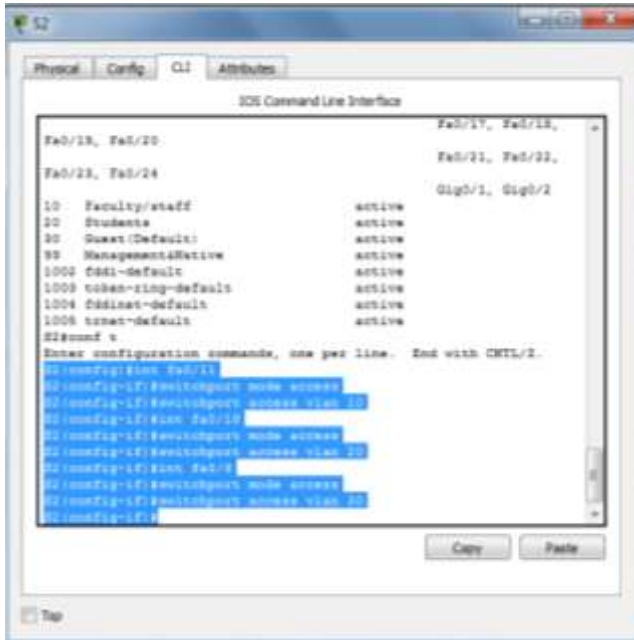 S2
Physical Config CLI Attributes
IOS Command Line Interface
Fa0/17, Fa0/18,
Fa0/19, Fa0/20
Fa0/21, Fa0/22,
Fa0/23, Fa0/24
Gig0/1, Gig0/2
10 Faculty/staff active
20 Students active
30 Guest(Default) active
99 Management&Native active
1002 fddi-default active
1003 token-ring-default active
1004 fddinet-default active
1005 trnet-default active
S2#conf t
Enter configuration commands, one per line. End with CNTL/Z.
S2(config)#int fa0/11
S2(config-if)#switchport mode access
S2(config-if)#switchport access vlan
S2(config-if)#int
S2(config-if)#switchport mode access
S2(config-if)#switchport access vlan 20
S2(config-if)#int
S2(config-if)#switchport mode access
S2(config-if)#switchport access vlan
S2(config-if)#
Copy Paste
Top